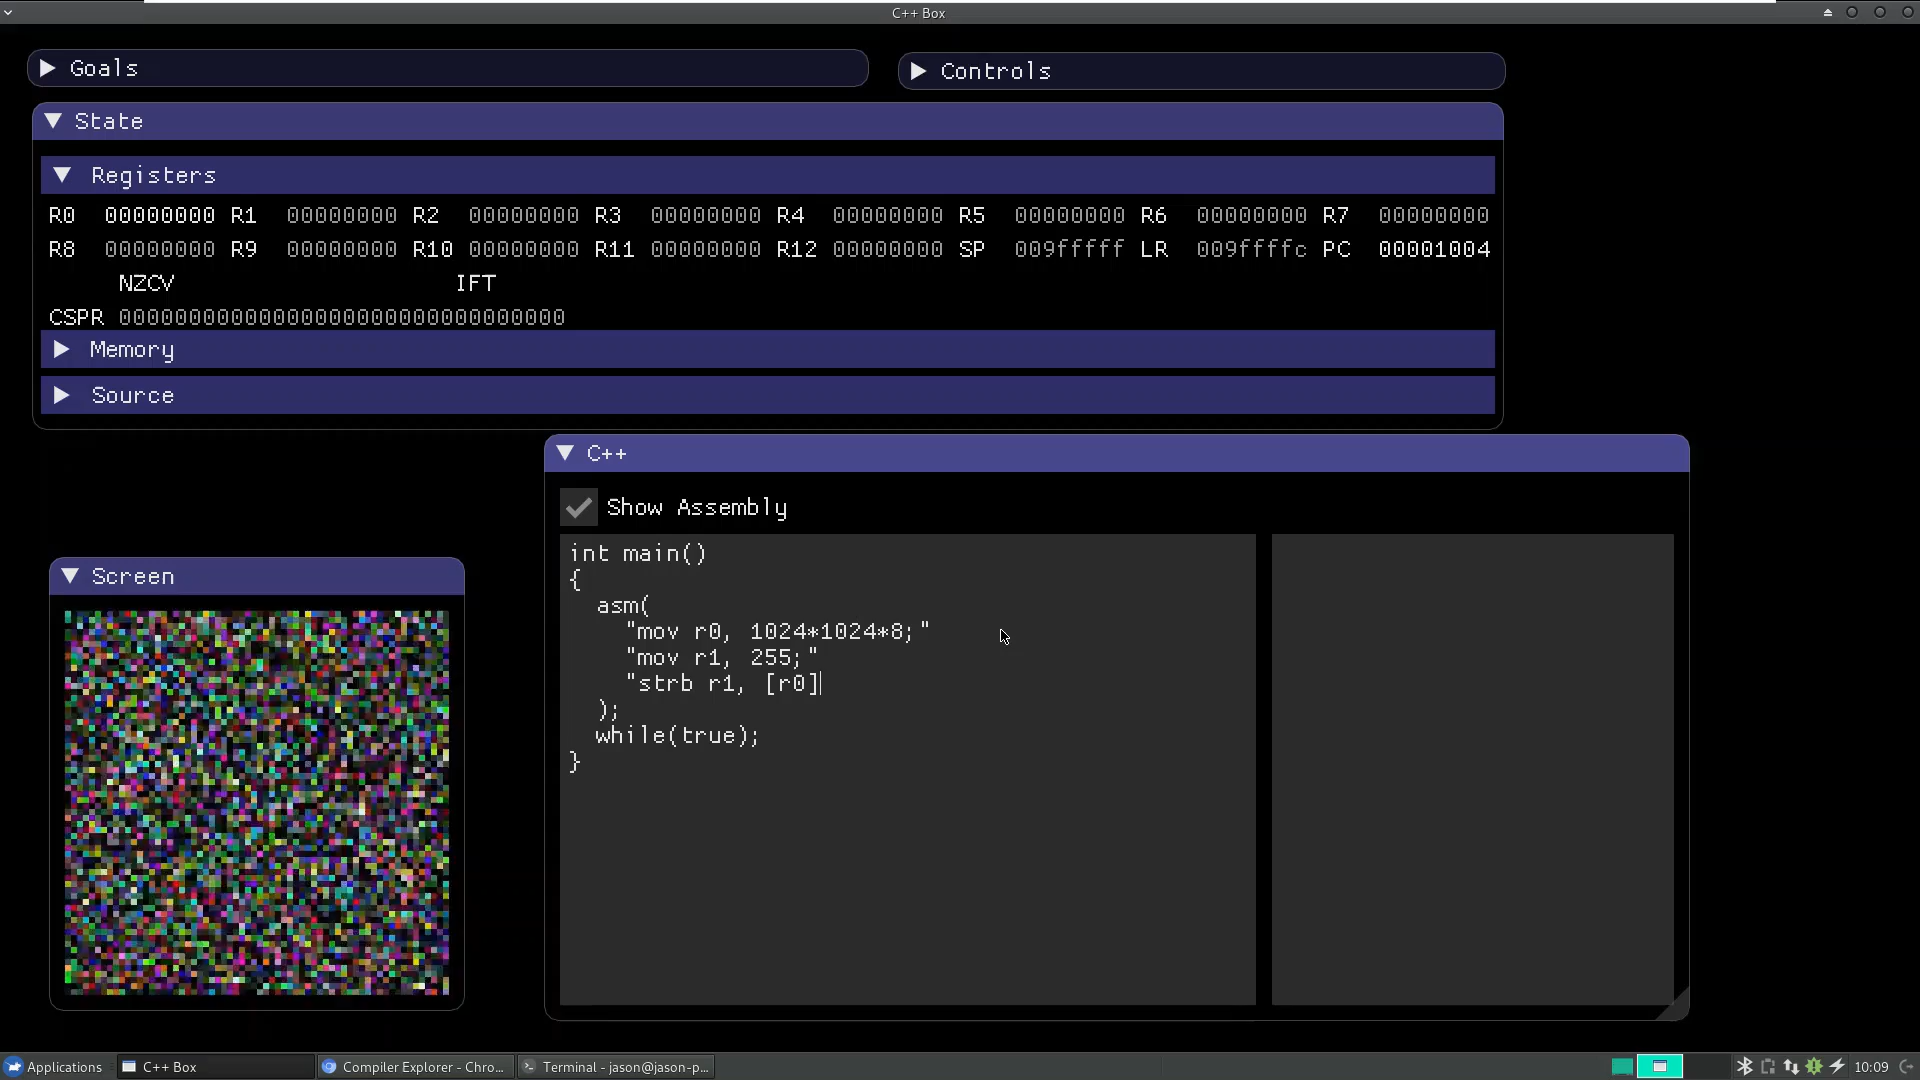 C++ Box
Goals
Controls
State
Registers
R0 00000000 R1 00000000 R2 00000000 R3 00000000 R4 00000000 R5 00000000 R6 00000000 R7 00000000
R8 00000000 R9 00000000 R10 00000000 R11 00000000 R12 00000000 SP 009fffff LR 009ffffc PC 00001004
NZCV IFT
CSPR 00000000000000000000000000000000
Memory
Source
C++
Show Assembly
int main()
{
asm(
"mov r0, 1024*1024*8;"
"mov r1, 255;"
"strb r1, [r0]
);
while(true);
}
Screen
Applications
C++ Box
Compiler Explorer - Chro...
Terminal - jason@jason-p...
10:09